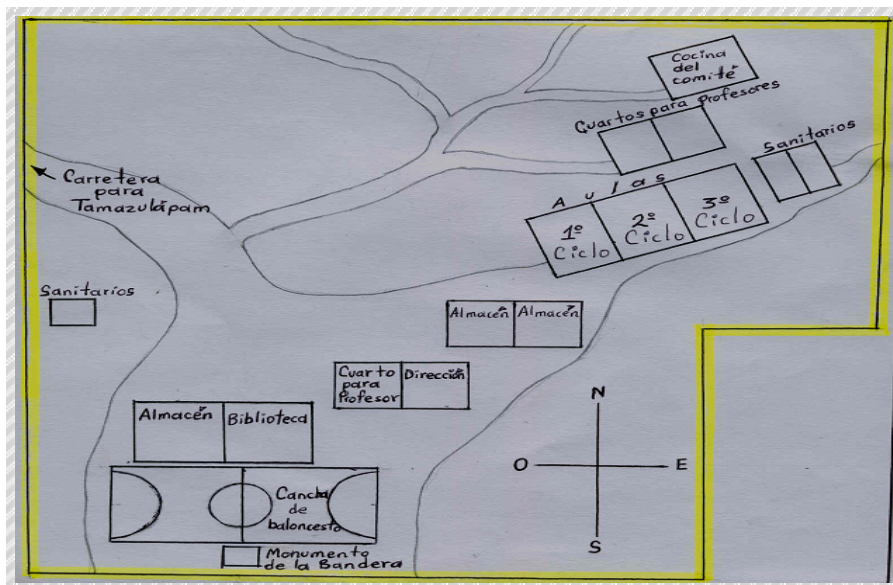 Cocina
del
comité
Cuartos para profesores
Sanitarios
Aulas
1º
Ciclo
2º
Ciclo
3º
Ciclo
Carretera
para
Tamazulápam
Sanitarios
Almacén
Almacén
Cuarto
para
Profesor
Dirección
Almacén
Biblioteca
Cancha
de
baloncesto
Monumento
de la Bandera
N
O
E
S